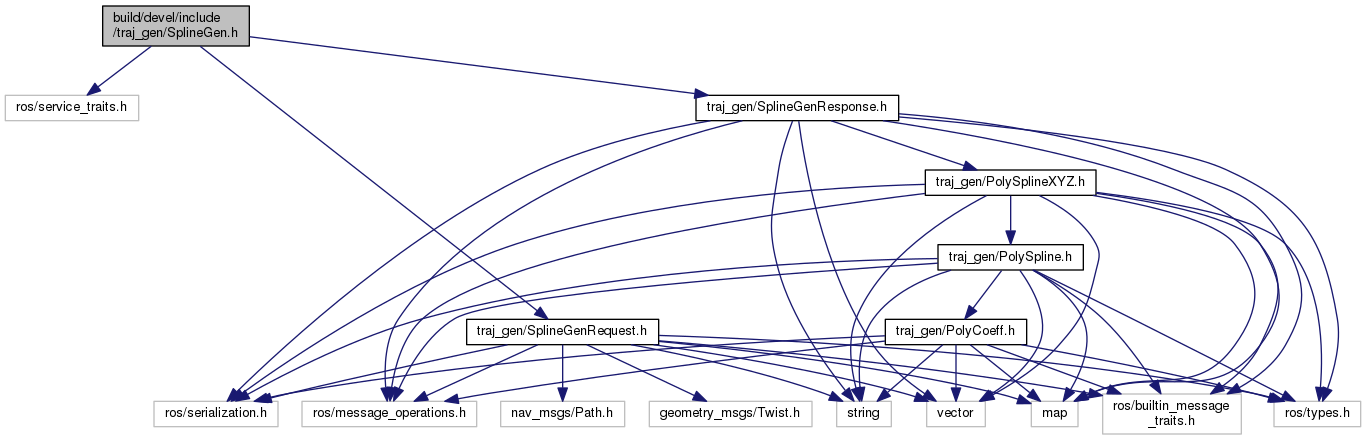 build/devel/include
/traj_gen/SplineGen.h
ros/service_traits.h
traj_gen/SplineGenResponse.h
traj_gen/PolySplineXYZ.h
traj_gen/PolySpline.h
traj_gen/SplineGenRequest.h
traj_gen/PolyCoeff.h
ros/serialization.h
ros/message_operations.h
nav_msgs/Path.h
geometry_msgs/Twist.h
string
vector
map
ros/builtin_message
_traits.h
ros/types.h